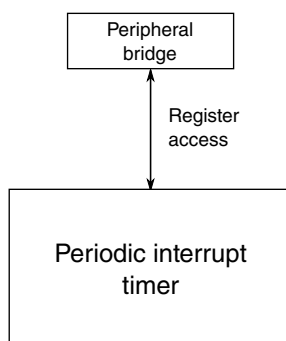 Peripheral
bridge
Register
access
Periodic interrupt
timer